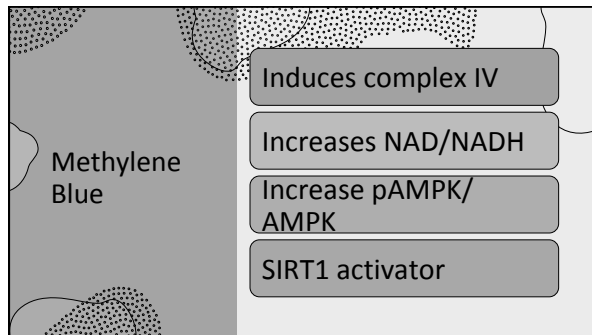 Methylene
Blue
Induces complex IV
Increases NAD/NADH
Increase pAMPK/
AMPK
SIRT1 activator